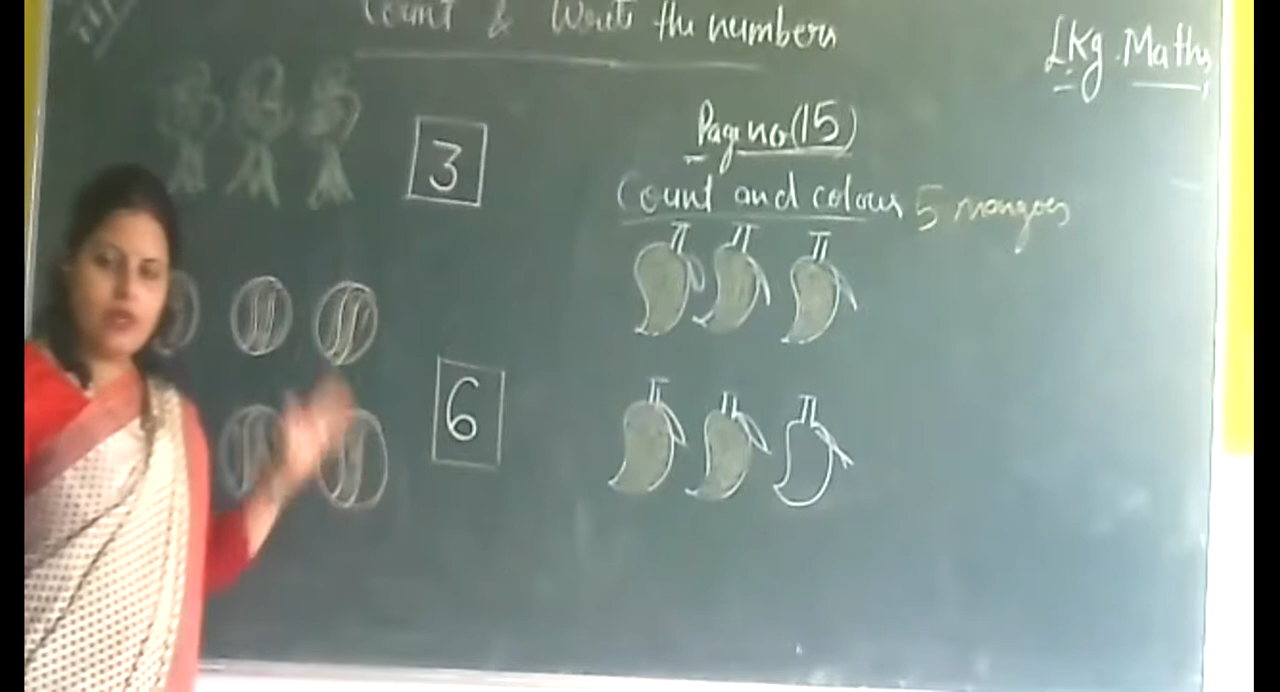 Count & Write the numbers
LKg. Maths
3
Page no (15)
Count and colour 5 mangoes
6